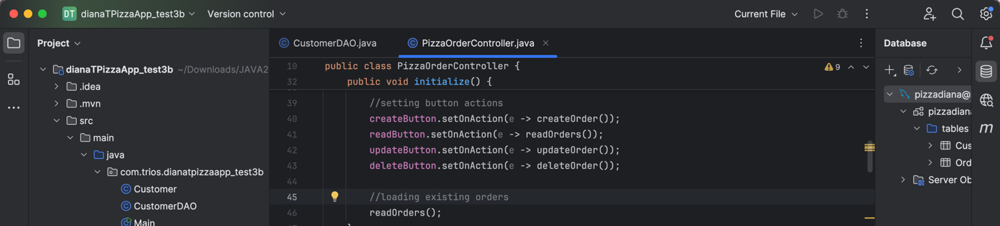 DT dianaTPizzaApp_test3b Version control Current File
Project
CustomerDAO.java PizzaOrderController.java
Database
dianaTPizzaApp_test3b ~/Downloads/JAVA2
.idea
.mvn
src
main
java
com.trios.dianatpizzaapp_test3b
Customer
CustomerDAO
Main
10 public class PizzaOrderController {
9
32 public void initialize() {
39 //setting button actions
40 createButton.setOnAction(e -> createOrder());
41 readButton.setOnAction(e -> readOrders());
42 updateButton.setOnAction(e -> updateOrder());
43 deleteButton.setOnAction(e -> deleteOrder());
44
45 //loading existing orders
46 readOrders();
pizzadiana@
pizzadiana
tables
Cus
Ord
Server Ob
m